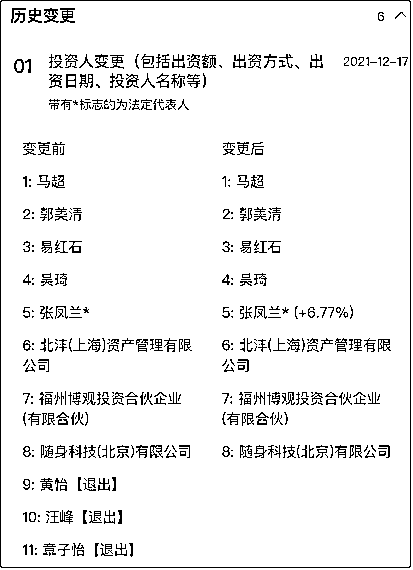 历史变更 6
01 投资人变更（包括出资额、出资方式、出 2021-12-17
资日期、投资人名称等）
带有*标志的为法定代表人
变更前 变更后
1: 马超 1: 马超
2: 郭美清 2: 郭美清
3: 易红石 3: 易红石
4: 吴琦 4: 吴琦
5: 张凤兰* 5: 张凤兰* (+6.77%)
6: 北沣(上海)资产管理有限 6: 北沣(上海)资产管理有限
公司 公司
7: 福州博观投资合伙企业 7: 福州博观投资合伙企业
(有限合伙) (有限合伙)
8: 随身科技(北京)有限公司 8: 随身科技(北京)有限公司
9: 黄怡【退出】
10: 汪峰【退出】
11: 章子怡【退出】